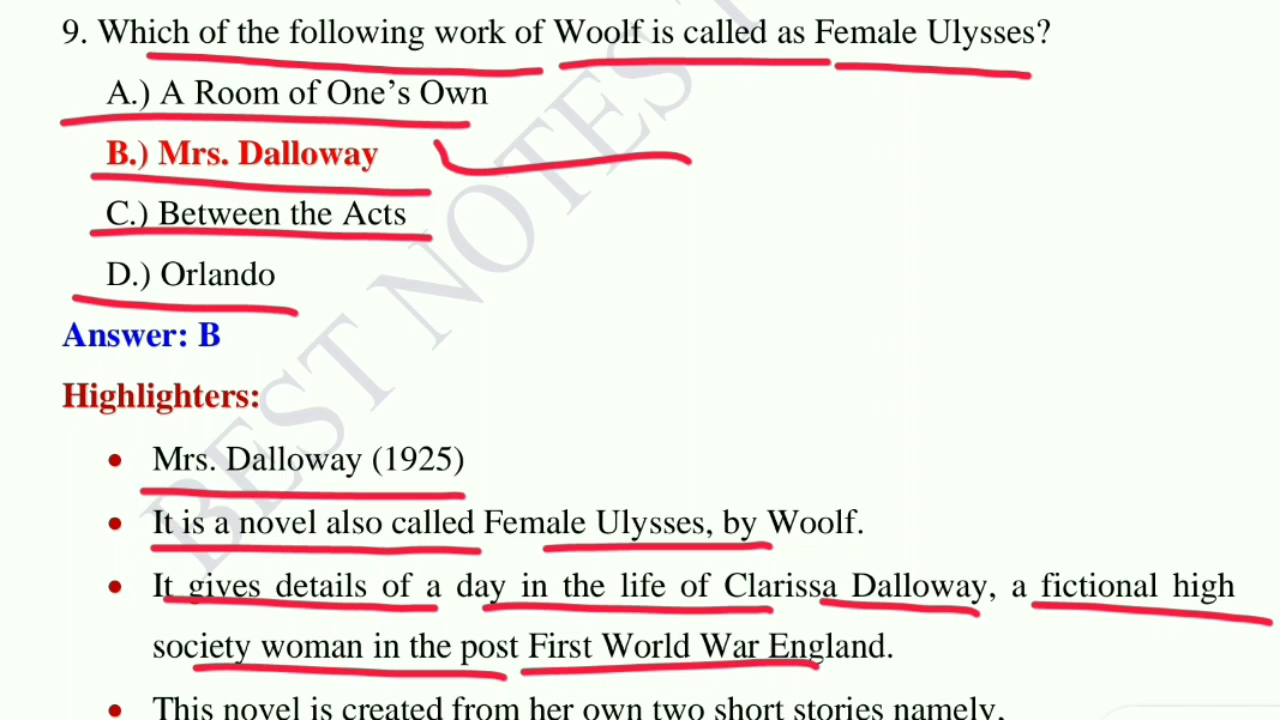 9. Which of the following work of Woolf is called as Female Ulysses?
A.) A Room of One’s Own
B.) Mrs. Dalloway
C.) Between the Acts
D.) Orlando
Answer: B
Highlighters:
• Mrs. Dalloway (1925)
• It is a novel also called Female Ulysses, by Woolf.
• It gives details of a day in the life of Clarissa Dalloway, a fictional high
society woman in the post First World War England.
• This novel is created from her own two short stories namely,
BEST NOTES